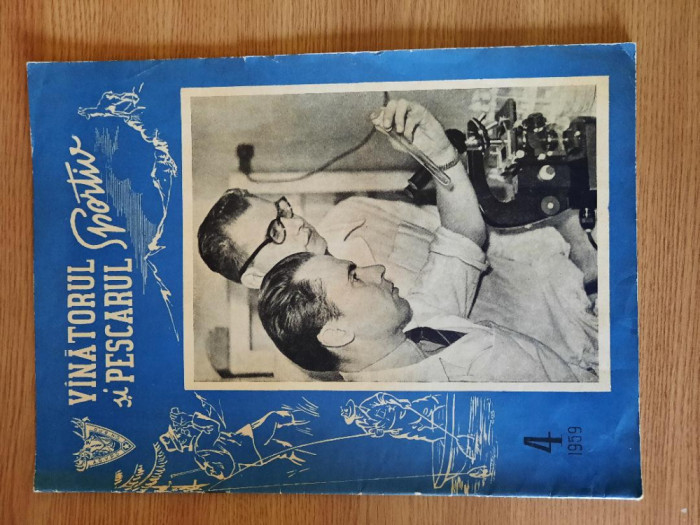 VÎNĂTORUL
și PESCARUL Sportiv
4
1959